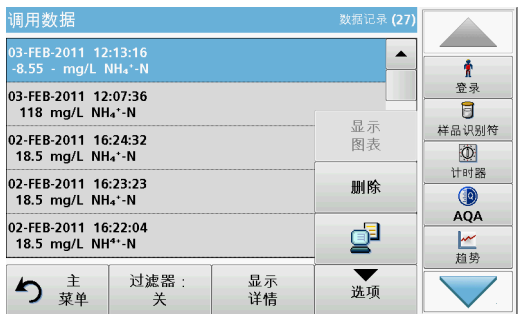 调用数据
数据记录 (27)
03-FEB-2011 12:13:16
-8.55 - mg/L NH₄⁺-N
03-FEB-2011 12:07:36
118 mg/L NH₄⁺-N
02-FEB-2011 16:24:32
18.5 mg/L NH₄⁺-N
02-FEB-2011 16:23:23
18.5 mg/L NH₄⁺-N
02-FEB-2011 16:22:04
18.5 mg/L NH⁴⁺-N
显示
图表
删除
主
菜单
过滤器：
关
显示
详情
选项
登录
样品识别符
计时器
AQA
趋势